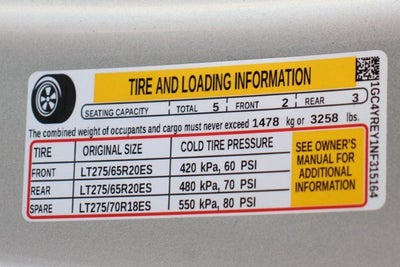 TIRE AND LOADING INFORMATION
SEATING CAPACITY TOTAL 5 FRONT 2 REAR 3
The combined weight of occupants and cargo must never exceed 1478 kg or 3258 lbs.
TIRE ORIGINAL SIZE COLD TIRE PRESSURE
FRONT LT275/65R20ES 420 kPa, 60 PSI
REAR LT275/65R20ES 480 kPa, 70 PSI
SPARE LT275/70R18ES 550 kPa, 80 PSI
SEE OWNER'S
MANUAL FOR
ADDITIONAL
INFORMATION
1GC4YREY1NF315164